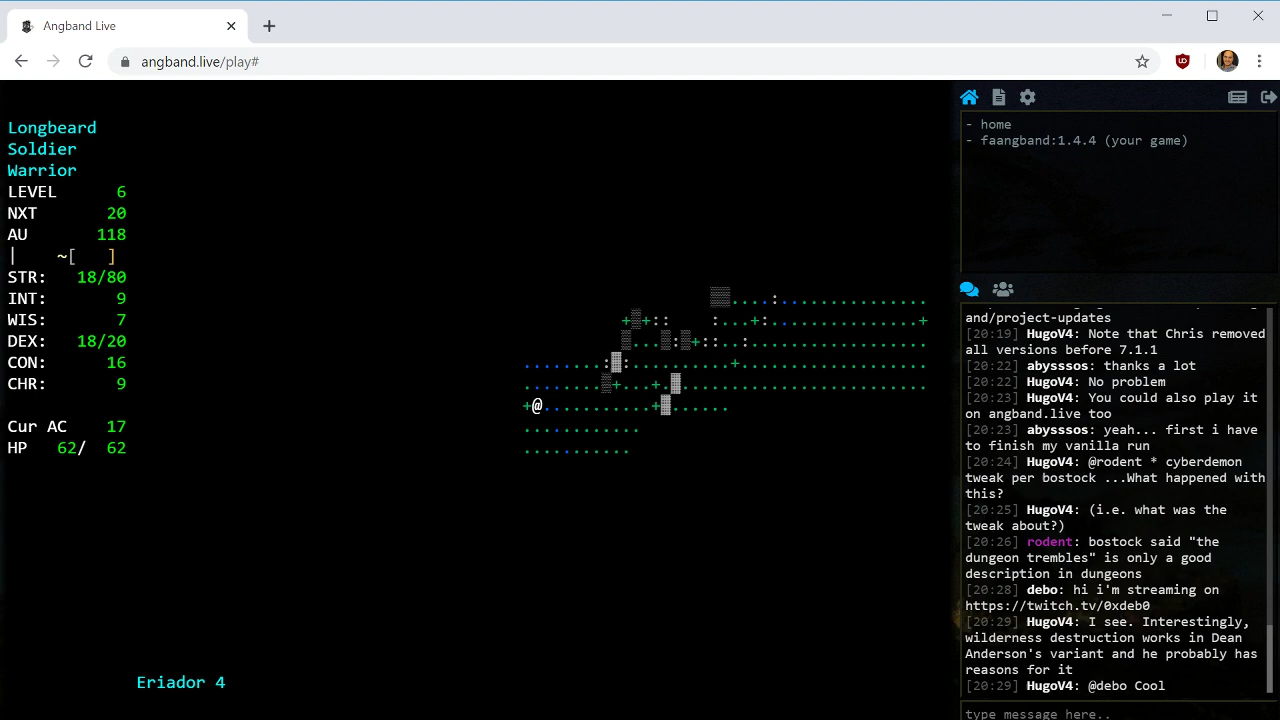 Angband Live
angband.live/play#
Longbeard
Soldier
Warrior
LEVEL 6
NXT 20
AU 118
| ~[ ]
STR: 18/80
INT: 9
WIS: 7
DEX: 18/20
CON: 16
CHR: 9
Cur AC 17
HP 62/ 62
@
Eriador 4
- home
- faangband:1.4.4 (your game)
and/project-updates
[20:19] HugoV4: Note that Chris removed
all versions before 7.1.1
[20:22] abysssos: thanks a lot
[20:22] HugoV4: No problem
[20:23] HugoV4: You could also play it
on angband.live too
[20:23] abysssos: yeah... first i have
to finish my vanilla run
[20:24] HugoV4: @rodent * cyberdemon
tweak per bostock ...What happened with
this?
[20:25] HugoV4: (i.e. what was the
tweak about?)
[20:26] rodent: bostock said "the
dungeon trembles" is only a good
description in dungeons
[20:28] debo: hi i'm streaming on
https://twitch.tv/0xdeb0
[20:29] HugoV4: I see. Interestingly,
wilderness destruction works in Dean
Anderson's variant and he probably has
reasons for it
[20:29] HugoV4: @debo Cool
type message here..